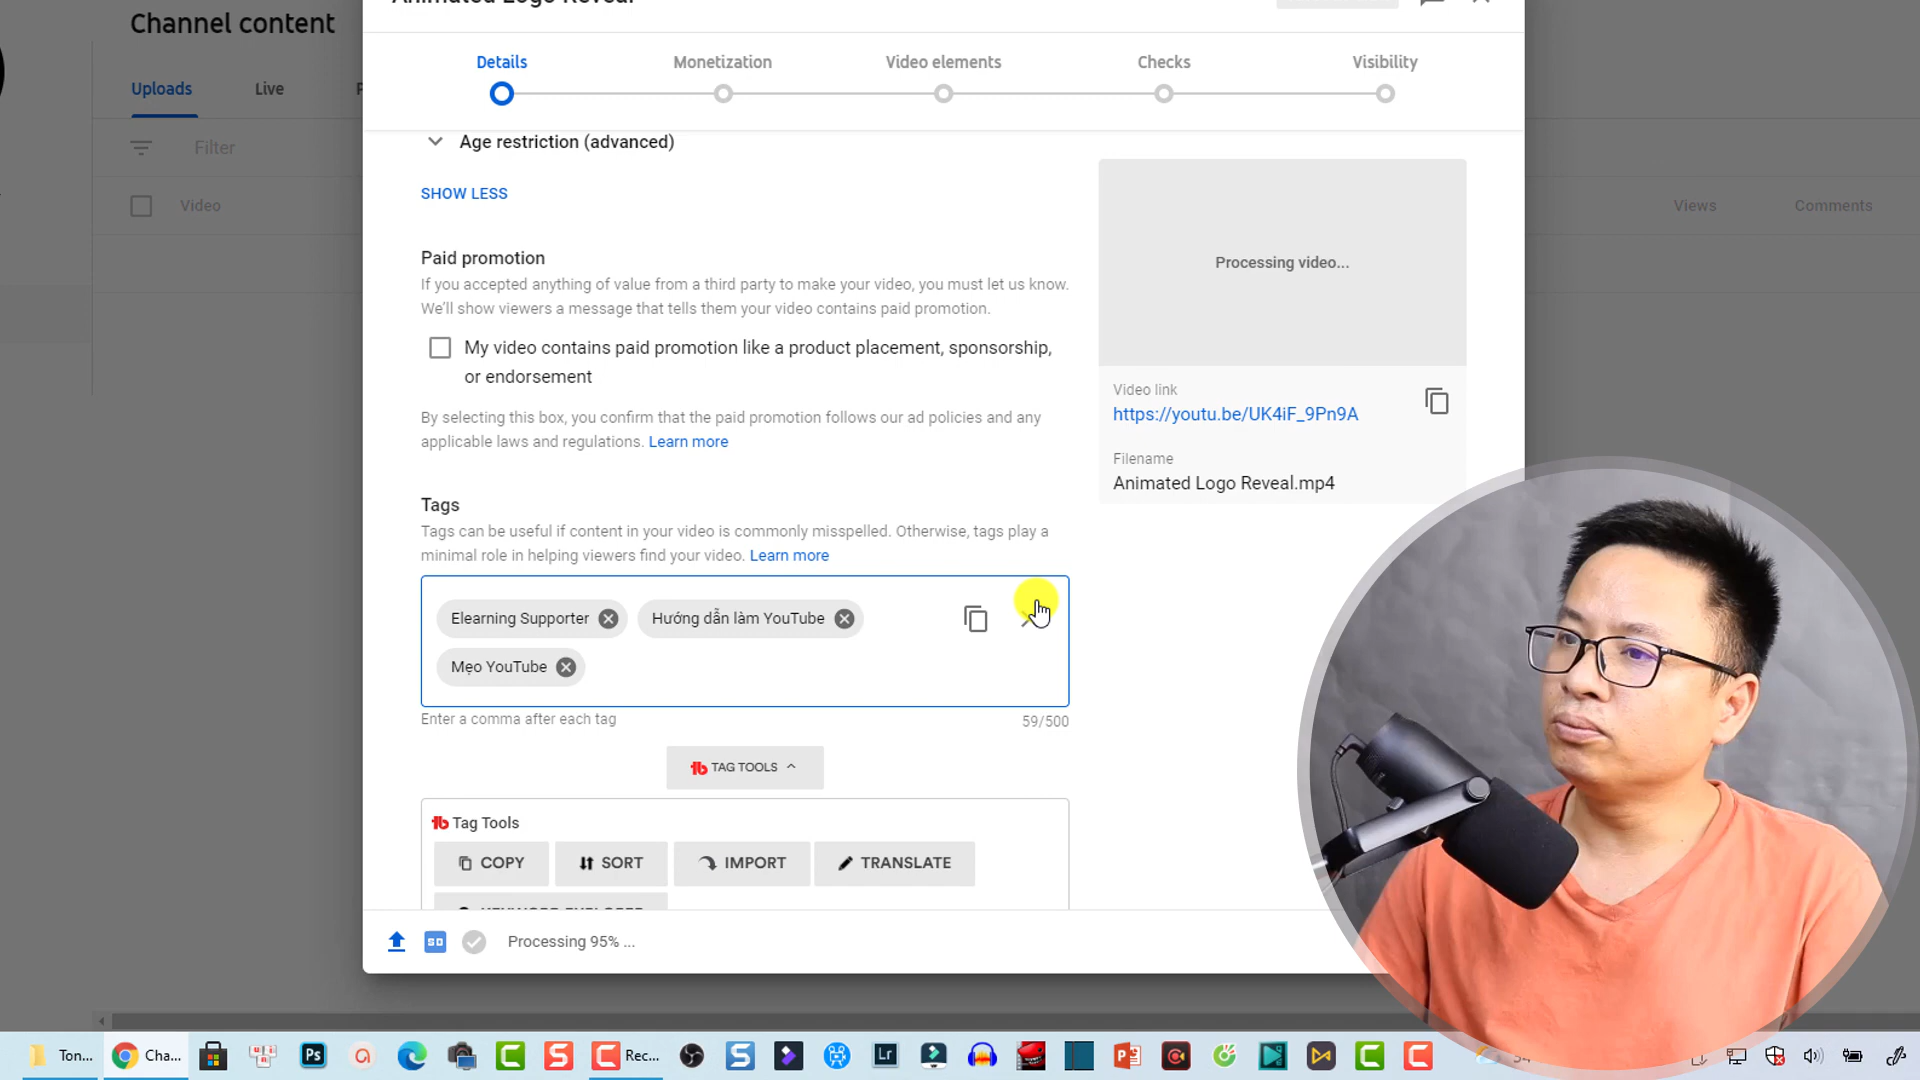 Channel content
Animated Logo Reveal
Details
Monetization
Video elements
Checks
Visibility
Uploads
Live
Filter
Video
Views
Comments
Age restriction (advanced)
SHOW LESS
Paid promotion
If you accepted anything of value from a third party to make your video, you must let us know.
We'll show viewers a message that tells them your video contains paid promotion.
My video contains paid promotion like a product placement, sponsorship,
or endorsement
By selecting this box, you confirm that the paid promotion follows our ad policies and any
applicable laws and regulations. Learn more
Processing video...
Video link
https://youtu.be/UK4iF_9Pn9A
Filename
Animated Logo Reveal.mp4
Tags
Tags can be useful if content in your video is commonly misspelled. Otherwise, tags play a
minimal role in helping viewers find your video. Learn more
Elearning Supporter
Hướng dẫn làm YouTube
Mẹo YouTube
Enter a comma after each tag
59/500
TAG TOOLS
Tag Tools
COPY
SORT
IMPORT
TRANSLATE
SD
Processing 95% ...
Ton...
Cha...
Ps
Rec...
Lr